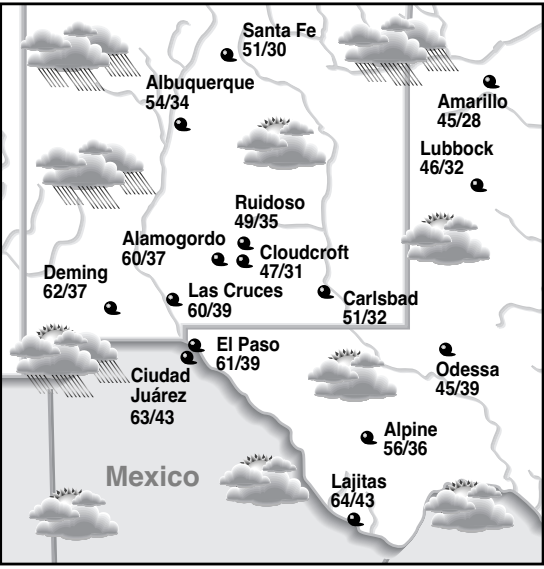 Santa Fe
51/30
Albuquerque
54/34
Amarillo
45/28
Lubbock
46/32
Ruidoso
49/35
Alamogordo
60/37
Cloudcroft
47/31
Deming
62/37
Las Cruces
60/39
Carlsbad
51/32
El Paso
61/39
Ciudad
Juárez
63/43
Odessa
45/39
Alpine
56/36
Mexico
Lajitas
64/43